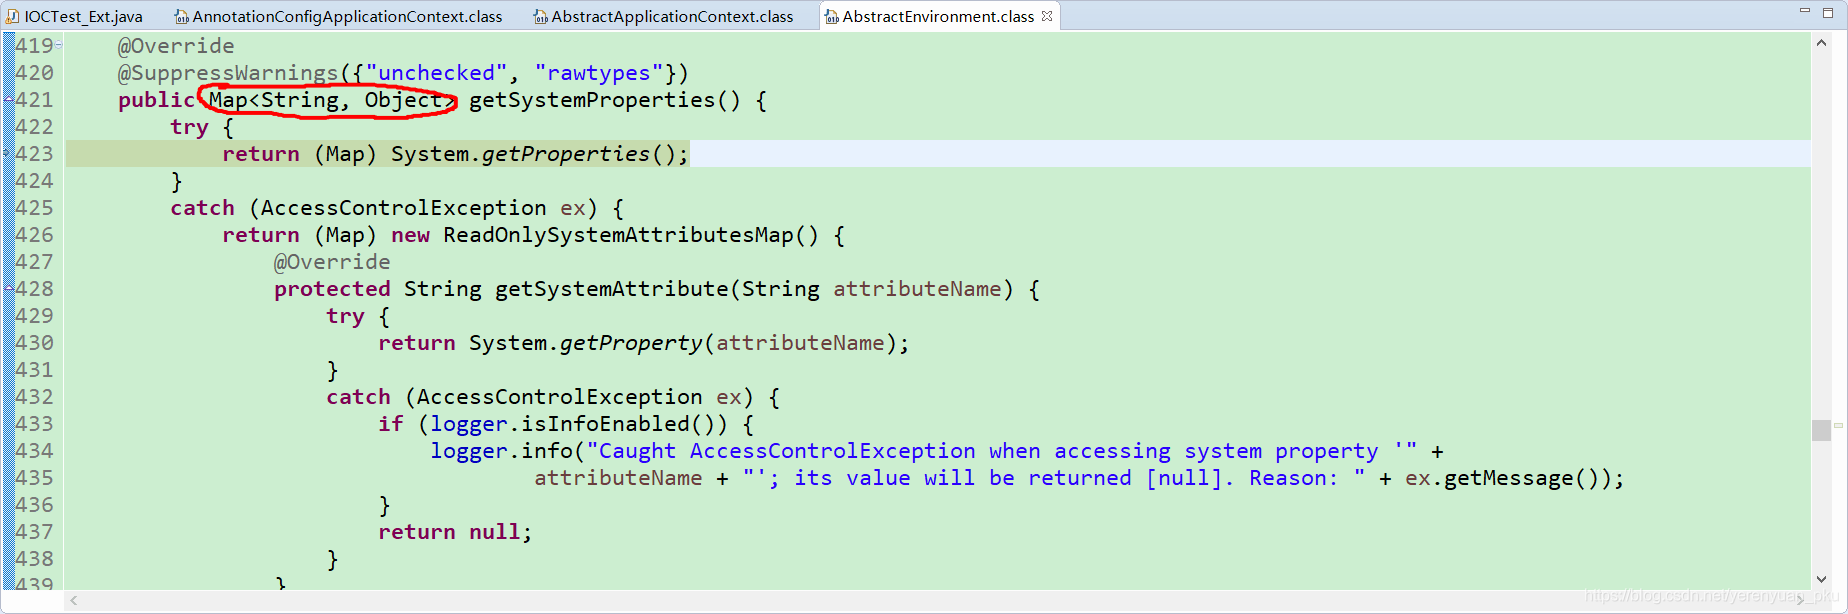 IOCTest_Ext.java AnnotationConfigApplicationContext.class AbstractApplicationContext.class AbstractEnvironment.class
419 @Override
420 @SuppressWarnings({"unchecked", "rawtypes"})
421 public Map<String, Object> getSystemProperties() {
422 try {
423 return (Map) System.getProperties();
424 }
425 catch (AccessControlException ex) {
426 return (Map) new ReadOnlySystemAttributesMap() {
427 @Override
428 protected String getSystemAttribute(String attributeName) {
429 try {
430 return System.getProperty(attributeName);
431 }
432 catch (AccessControlException ex) {
433 if (logger.isInfoEnabled()) {
434 logger.info("Caught AccessControlException when accessing system property '" +
435 attributeName + "'; its value will be returned [null]. Reason: " + ex.getMessage());
436 }
437 return null;
438 }
439 }
https://blog.csdn.net/yerenyuan_pku